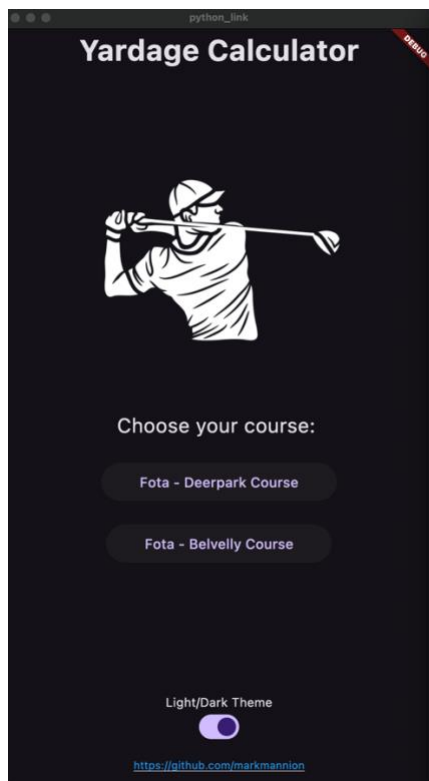 python_link
Yardage Calculator
DEBUG
Choose your course:
Fota - Deerpark Course
Fota - Belvelly Course
Light/Dark Theme
https://github.com/markmannion